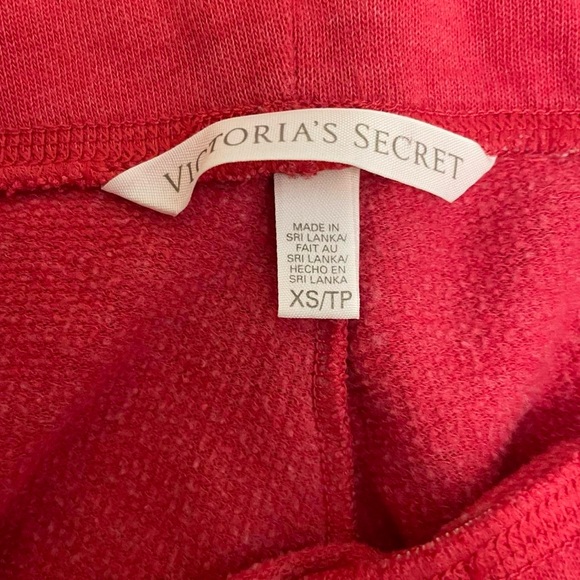 VICTORIA'S SECRET
MADE IN
SRI LANKA/
FAIT AU
SRI LANKA/
HECHO EN
SRI LANKA
XS/TP